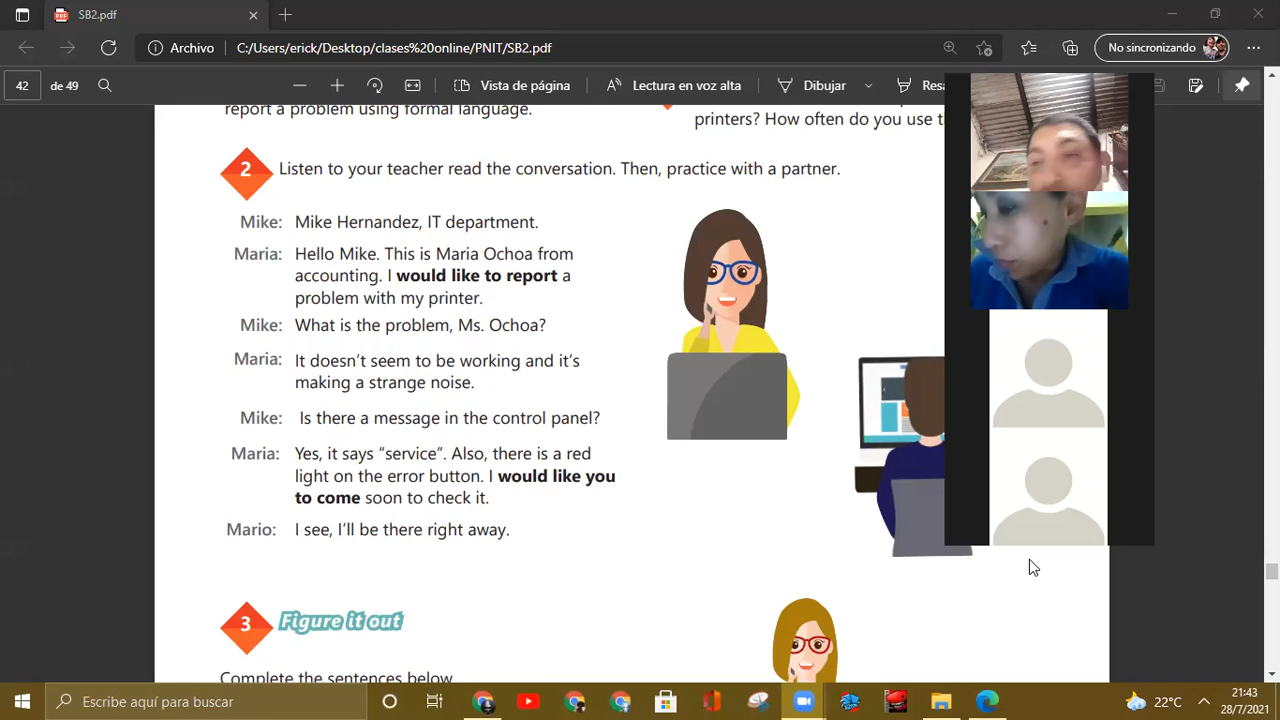 SB2.pdf
Archivo
C:/Users/erick/Desktop/clases%20online/PNIT/SB2.pdf
No sincronizando
42 de 49
Vista de página
Lectura en voz alta
Dibujar
report a problem using formal language.
printers? How often do you use t
2 Listen to your teacher read the conversation. Then, practice with a partner.
Mike: Mike Hernandez, IT department.
Maria: Hello Mike. This is Maria Ochoa from
accounting. I would like to report a
problem with my printer.
Mike: What is the problem, Ms. Ochoa?
Maria: It doesn't seem to be working and it's
making a strange noise.
Mike: Is there a message in the control panel?
Maria: Yes, it says “service”. Also, there is a red
light on the error button. I would like you
to come soon to check it.
Mario: I see, I'll be there right away.
3 Figure it out
Complete the sentences below
Escribe aquí para buscar
22°C
21:43
28/7/2021